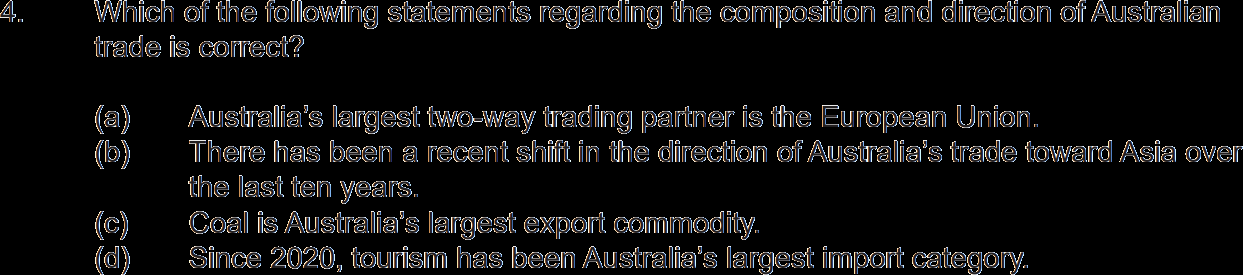 4. Which of the following statements regarding the composition and direction of Australian
trade is correct?
(a) Australia's largest two-way trading partner is the European Union.
(b) There has been a recent shift in the direction of Australia's trade toward Asia over
the last ten years.
(c) Coal is Australia's largest export commodity.
(d) Since 2020, tourism has been Australia's largest import category.